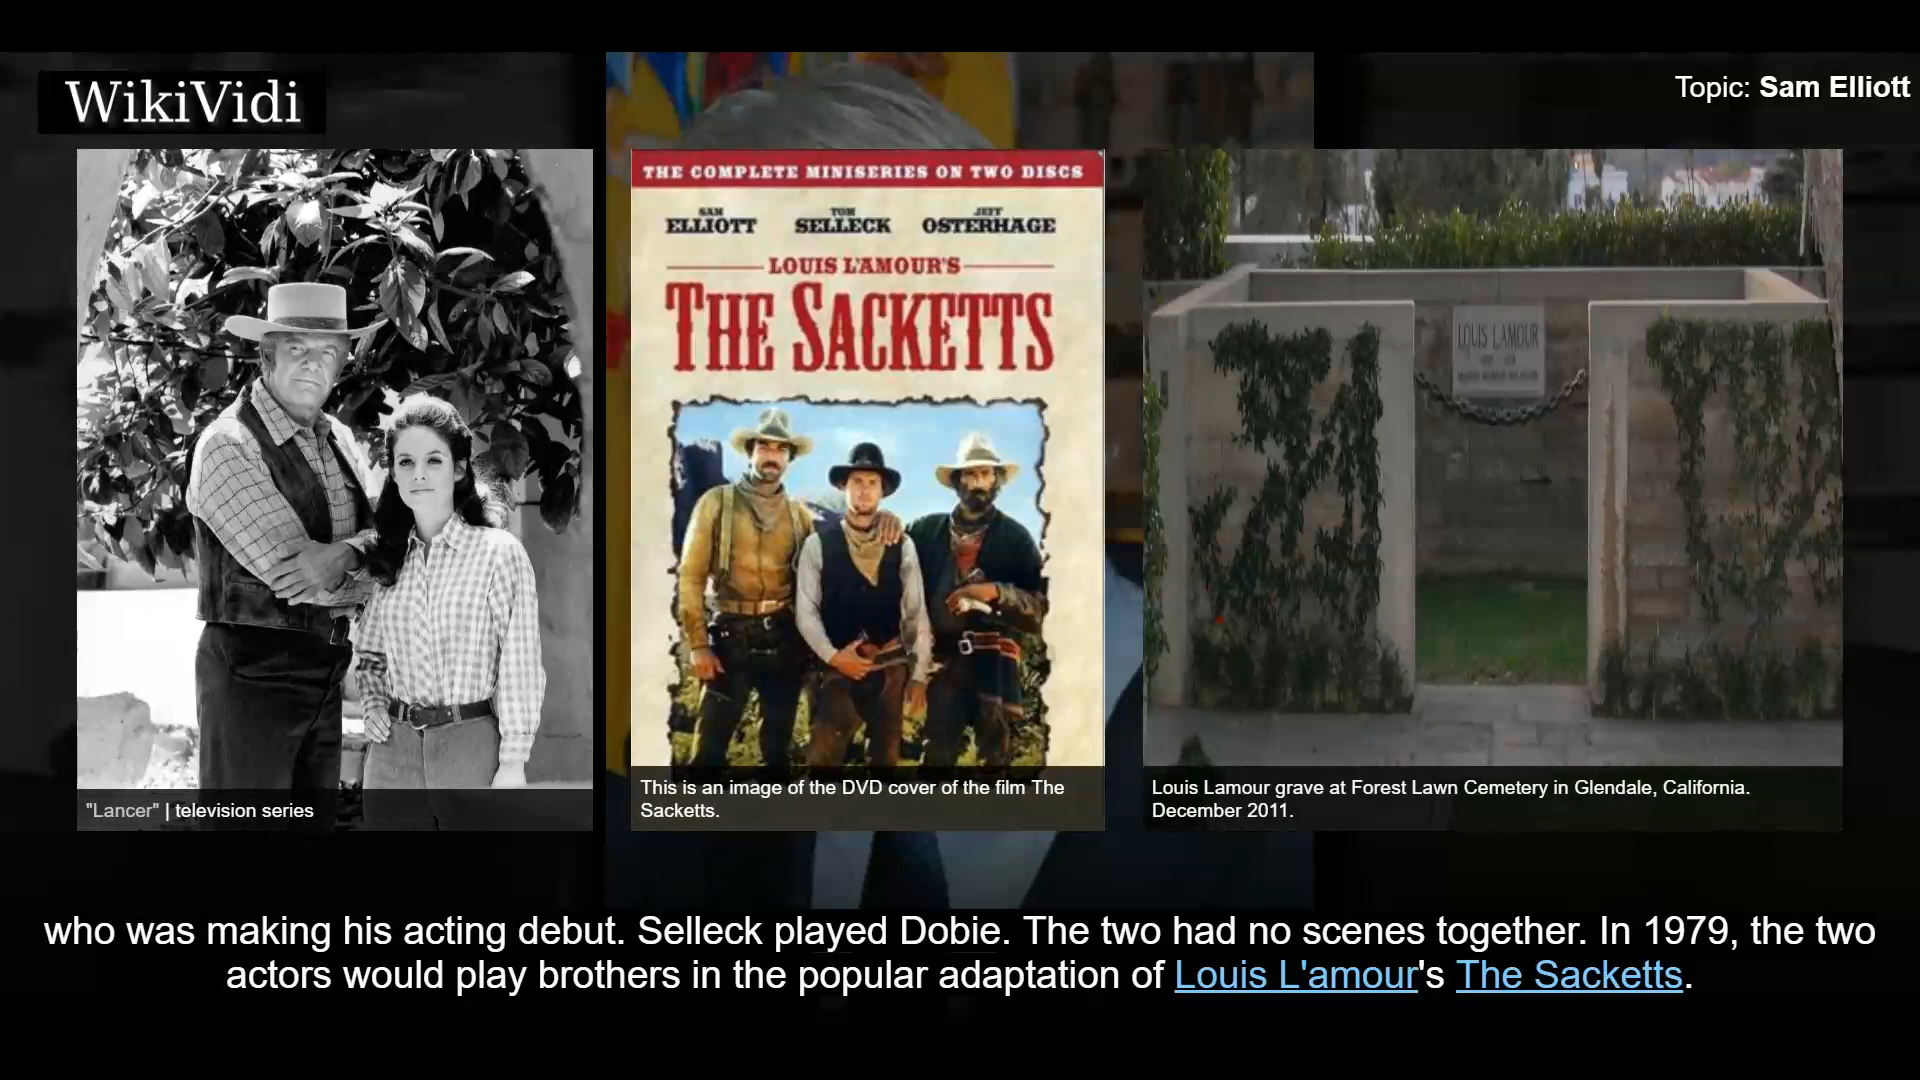 WikiVidi
Topic: Sam Elliott
THE COMPLETE MINISERIES ON TWO DISCS
SAM ELLIOTT
TOM SELLECK
JEFF OSTERHAGE
LOUIS L'AMOUR'S
THE SACKETTS
LOUIS LAMOUR
"Lancer" | television series
This is an image of the DVD cover of the film The
Sacketts.
Louis Lamour grave at Forest Lawn Cemetery in Glendale, California.
December 2011.
who was making his acting debut. Selleck played Dobie. The two had no scenes together. In 1979, the two
actors would play brothers in the popular adaptation of Louis L'amour's The Sacketts.